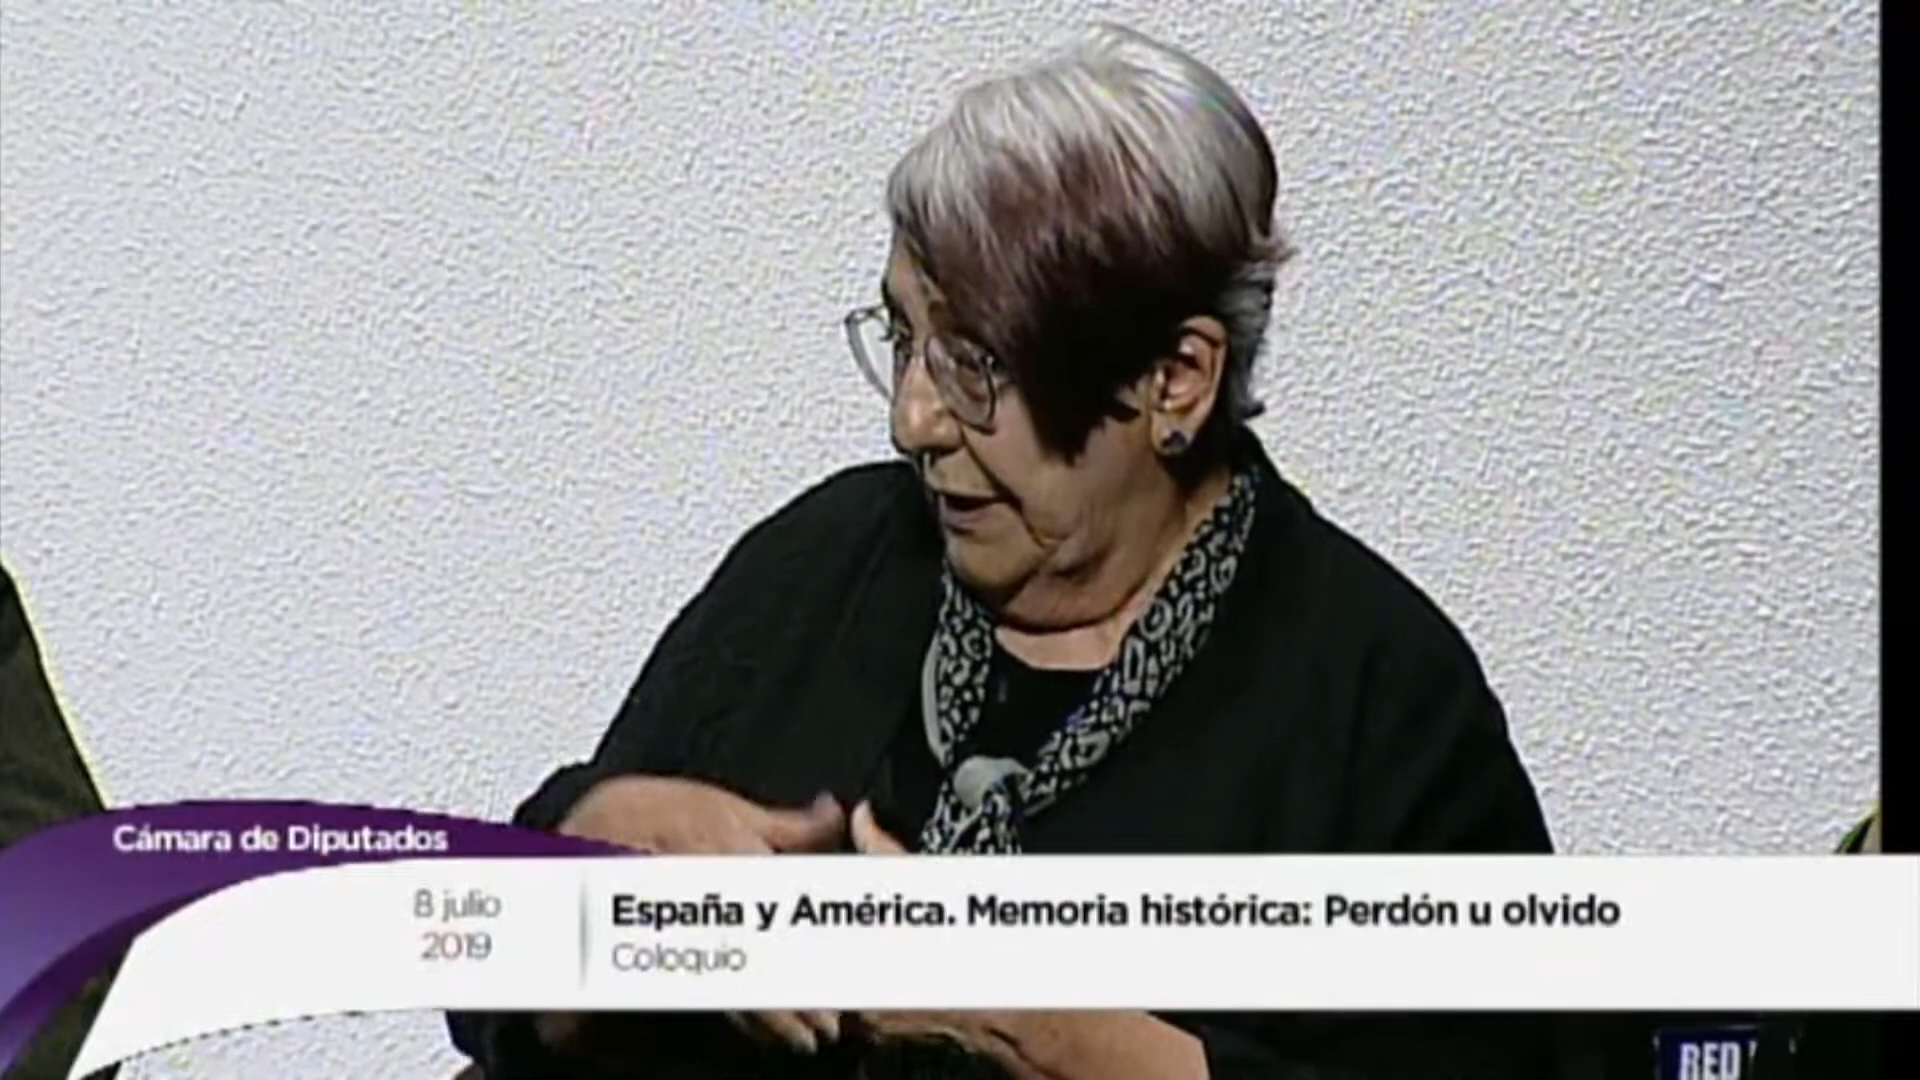 Cámara de Diputados
8 julio
2019
España y América. Memoria histórica: Perdón u olvido
Coloquio
RED